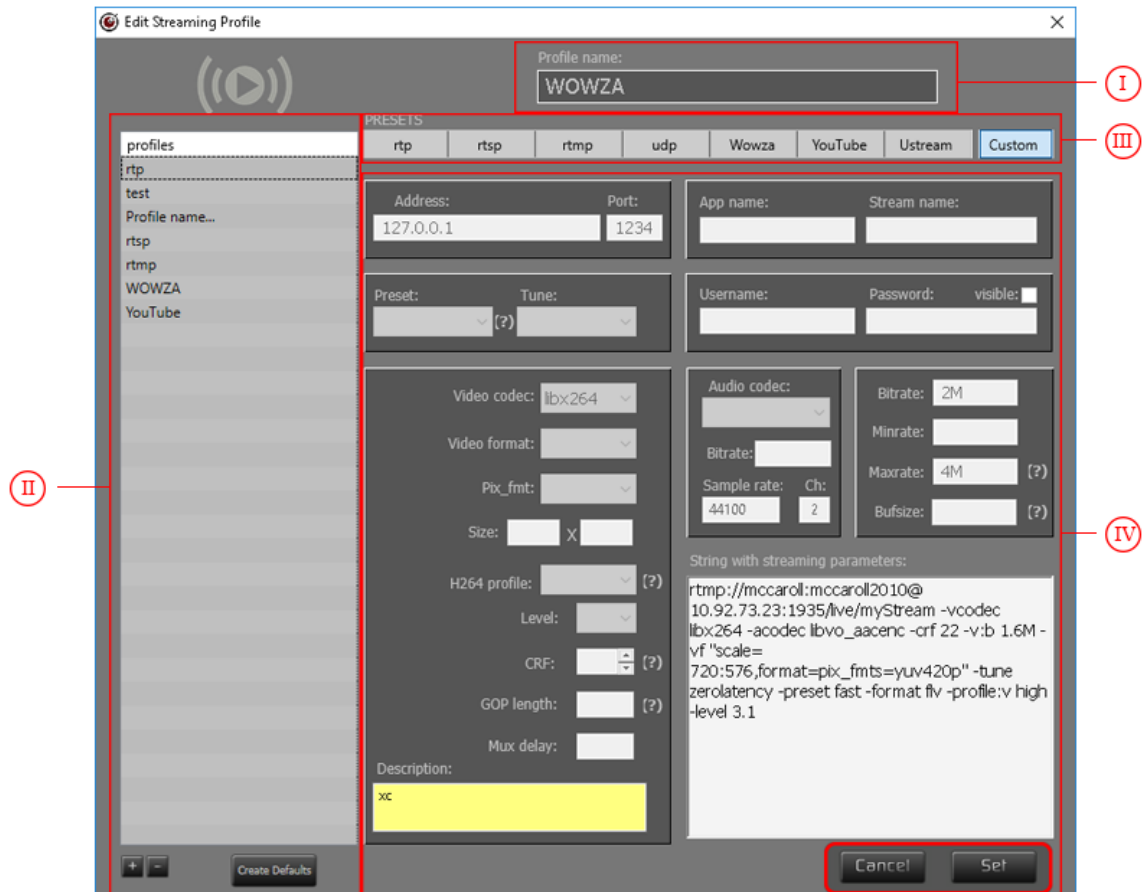 Edit Streaming Profile
Profile name:
WOWZA
I
PRESETS
rtp rtsp rtmp udp Wowza YouTube Ustream Custom
III
profiles
rtp
test
Profile name...
rtsp
rtmp
WOWZA
YouTube
II
+ - Create Defaults
Address: Port:
127.0.0.1 1234
App name: Stream name:
Preset: Tune:
(?)
Username: Password: visible:
Video codec: libx264
Video format:
Pix_fmt:
Size: X
H264 profile: (?)
Level:
CRF: (?)
GOP length: (?)
Mux delay:
Description:
xc
Audio codec:
Bitrate:
Sample rate: Ch:
44100 2
Bitrate: 2M
Minrate:
Maxrate: 4M (?)
Bufsize: (?)
IV
String with streaming parameters:
rtmp://mccaroll:mccaroll2010@
10.92.73.23:1935/live/myStream -vcodec
libx264 -acodec libvo_aacenc -crf 22 -v:b 1.6M -
vf "scale=
720:576,format=pix_fmts=yuv420p" -tune
zerolatency -preset fast -format flv -profile:v high
-level 3.1
Cancel Set